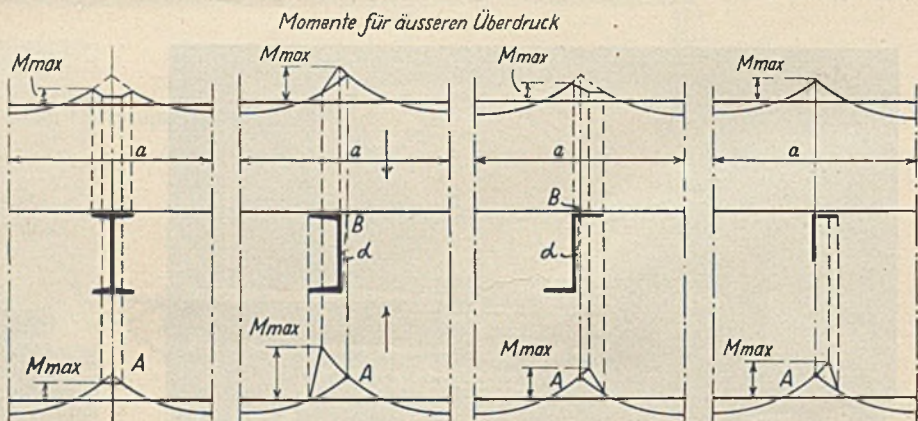 Momente für äusseren Überdruck
Mmax Mmax Mmax Mmax
a a a a
B B
d d
Mmax Mmax Mmax Mmax
A A A A